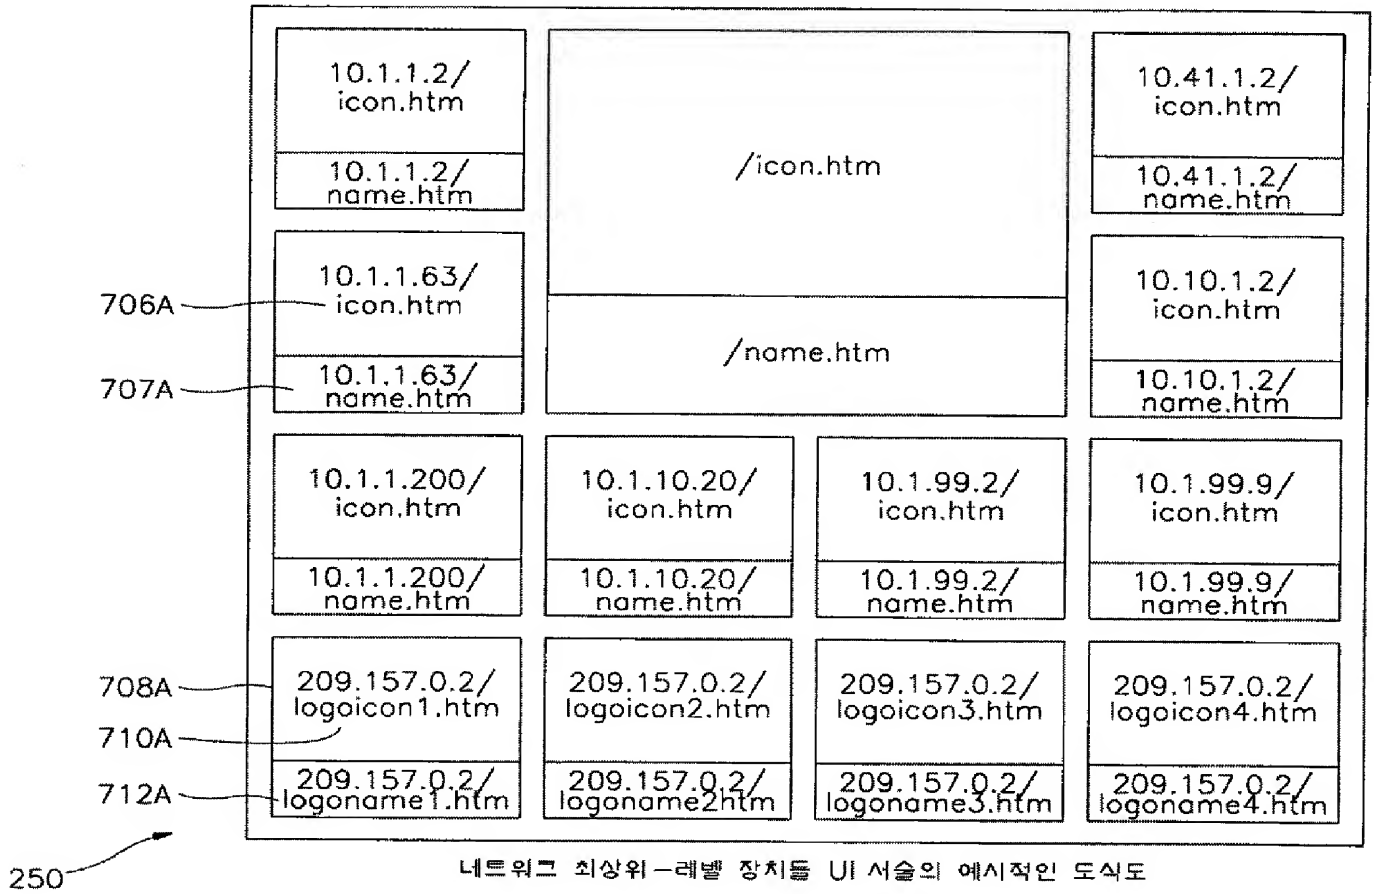 10.1.1.2/
icon.htm
10.1.1.2/
name.htm
/icon.htm
/name.htm
10.41.1.2/
icon.htm
10.41.1.2/
name.htm
706A
10.1.1.63/
icon.htm
707A
10.1.1.63/
name.htm
10.10.1.2/
icon.htm
10.10.1.2/
name.htm
10.1.1.200/
icon.htm
10.1.1.200/
name.htm
10.1.10.20/
icon.htm
10.1.10.20/
name.htm
10.1.99.2/
icon.htm
10.1.99.2/
name.htm
10.1.99.9/
icon.htm
10.1.99.9/
name.htm
708A
209.157.0.2/
logoicon1.htm
710A
712A
209.157.0.2/
logoname1.htm
209.157.0.2/
logoicon2.htm
209.157.0.2/
logoname2htm
209.157.0.2/
logoicon3.htm
209.157.0.2/
logoname3.htm
209.157.0.2/
logoicon4.htm
209.157.0.2/
logoname4.htm
250
네트워크 최상위-레벨 장치들 UI 서술의 예시적인 도식도